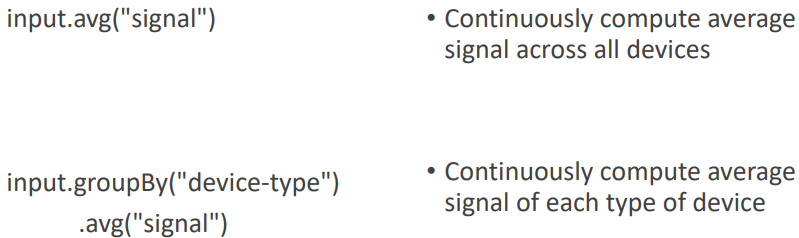 input.avg("signal")
• Continuously compute average
signal across all devices
input.groupBy("device-type")
.avg("signal")
• Continuously compute average
signal of each type of device